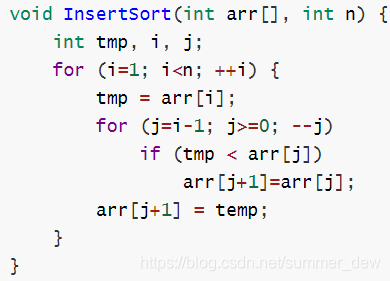 void InsertSort(int arr[], int n) {
    int tmp, i, j;
    for (i=1; i<n; ++i) {
        tmp = arr[i];
        for (j=i-1; j>=0; --j)
            if (tmp < arr[j])
                arr[j+1]=arr[j];
        arr[j+1] = temp;
    }
}
https://blog.csdn.net/summer_dew